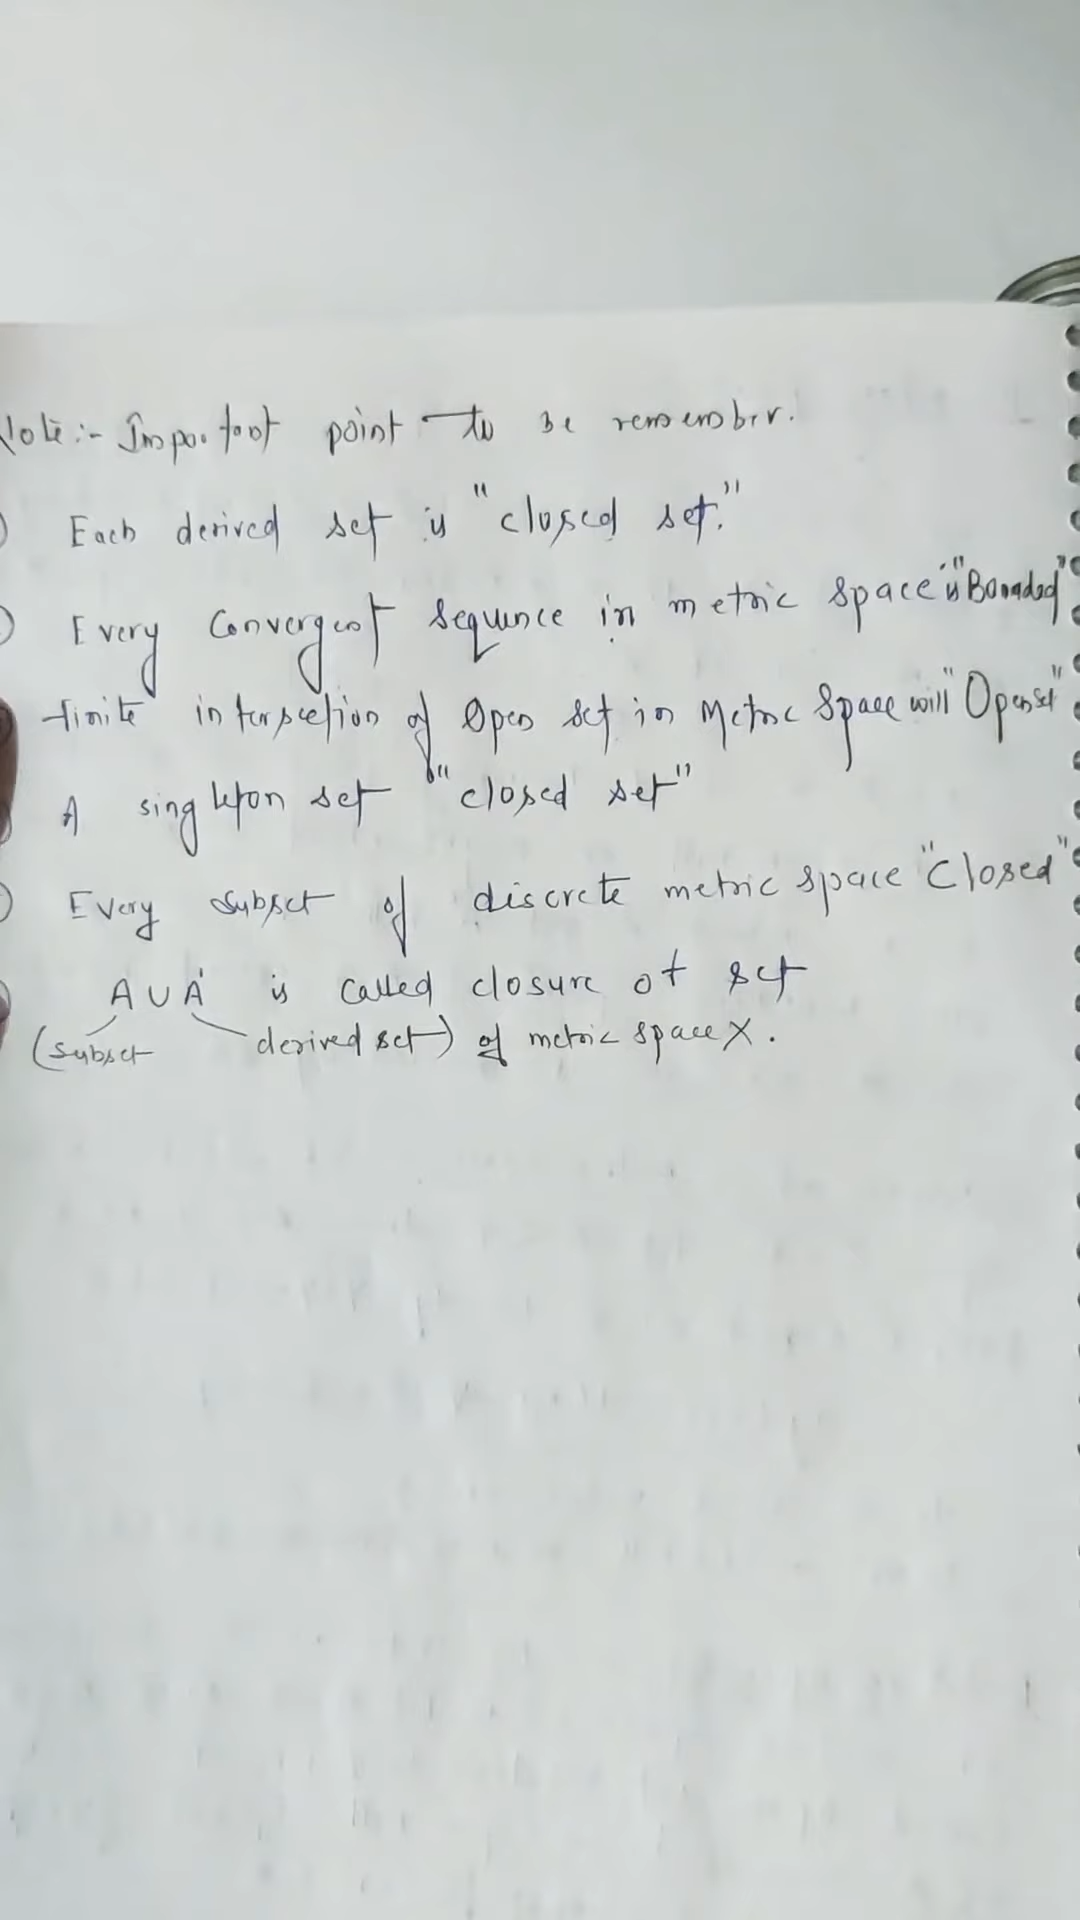 Note :- Important point to be remember.
Each derived set is "closed set."
Every Convergent sequence in metric space is "Bounded"
finite intersection of Open set in Metric Space will "Open set"
A singleton set "closed set"
Every subset of discrete metric space "Closed"
A ∪ A' is called closure of set
(subset derived set) of metric space X.